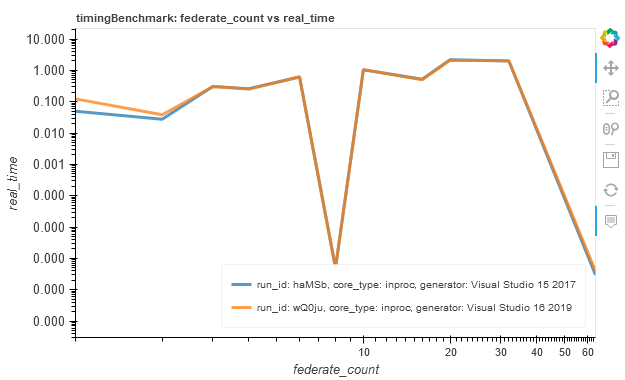 timingBenchmark: federate_count vs real_time
10.000
1.000
0.100
0.010
0.001
0.000
0.000
0.000
0.000
0.000
real_time
run_id: haMSb, core_type: inproc, generator: Visual Studio 15 2017
run_id: wQ0ju, core_type: inproc, generator: Visual Studio 16 2019
10 20 30 40 50 60
federate_count